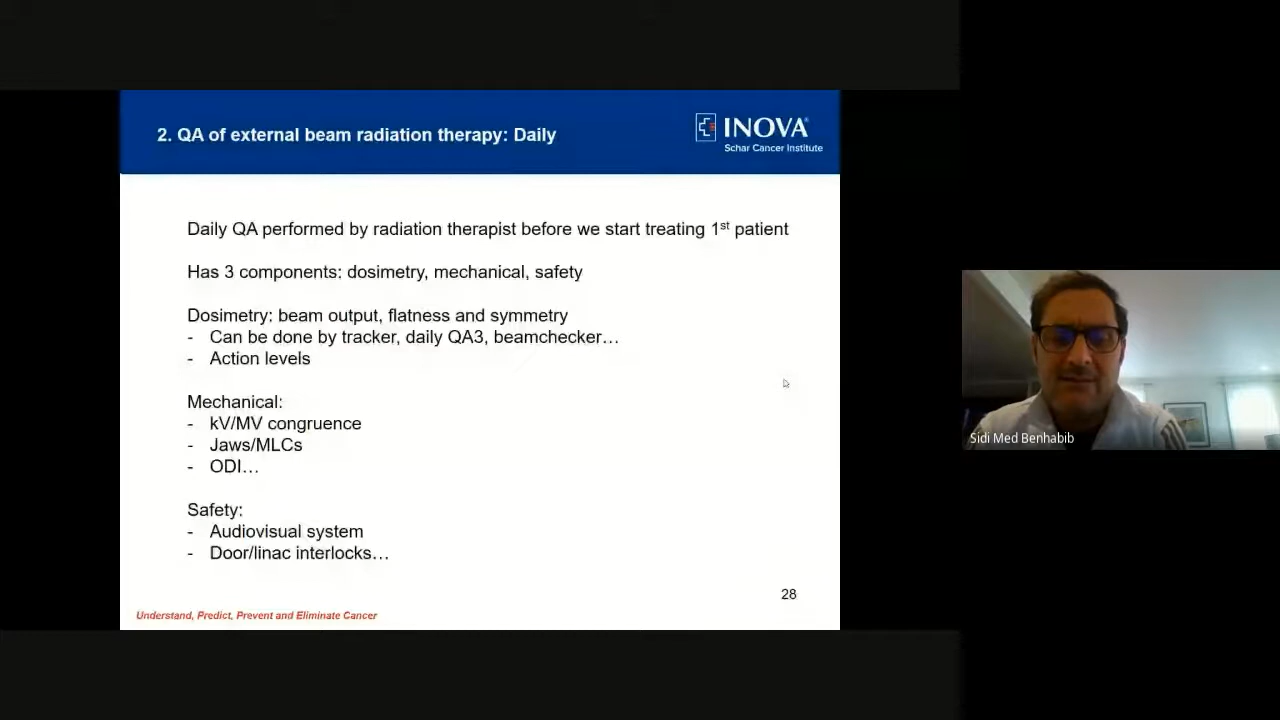 2. QA of external beam radiation therapy: Daily
INOVA®
Schar Cancer Institute
Daily QA performed by radiation therapist before we start treating 1st patient
Has 3 components: dosimetry, mechanical, safety
Dosimetry: beam output, flatness and symmetry
- Can be done by tracker, daily QA3, beamchecker…
- Action levels
Mechanical:
- kV/MV congruence
- Jaws/MLCs
- ODI…
Safety:
- Audiovisual system
- Door/linac interlocks…
28
Understand, Predict, Prevent and Eliminate Cancer
Sidi Med Benhabib